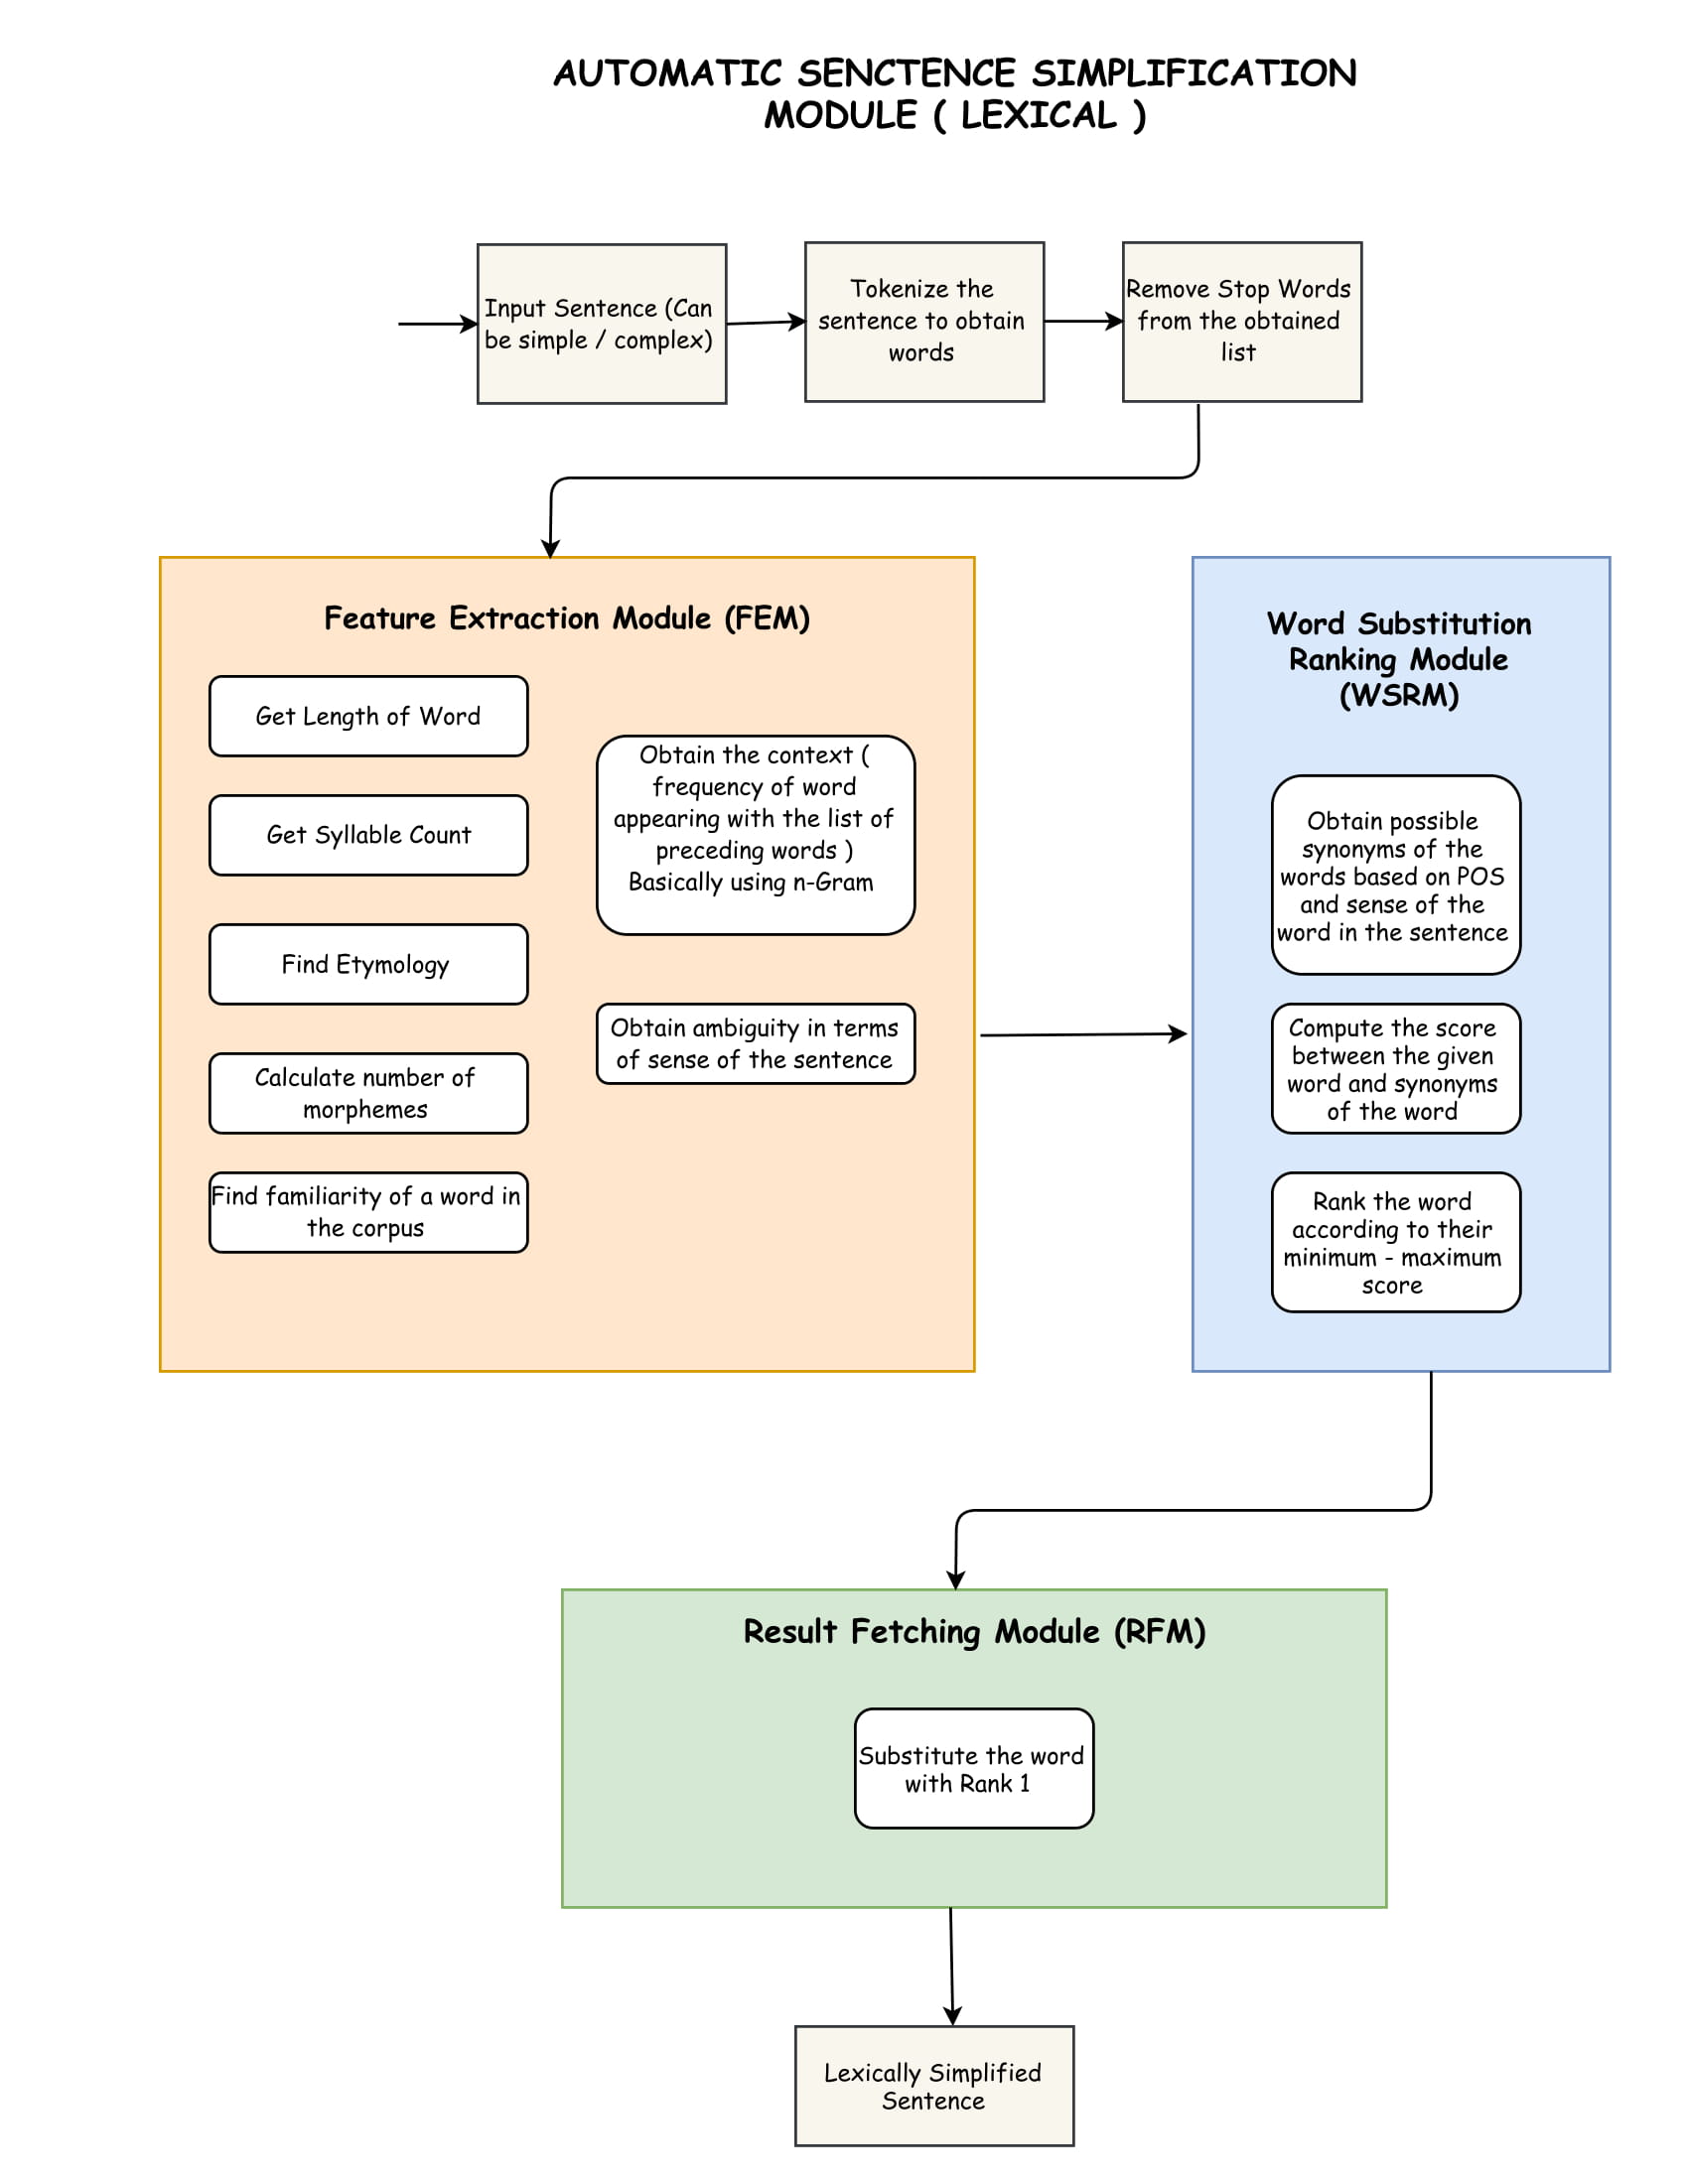 AUTOMATIC SENCTENCE SIMPLIFICATION
MODULE ( LEXICAL )
Input Sentence (Can
be simple / complex)
Tokenize the
sentence to obtain
words
Remove Stop Words
from the obtained
list
Feature Extraction Module (FEM)
Get Length of Word
Get Syllable Count
Find Etymology
Calculate number of
morphemes
Find familiarity of a word in
the corpus
Obtain the context (
frequency of word
appearing with the list of
preceding words )
Basically using n-Gram
Obtain ambiguity in terms
of sense of the sentence
Word Substitution
Ranking Module
(WSRM)
Obtain possible
synonyms of the
words based on POS
and sense of the
word in the sentence
Compute the score
between the given
word and synonyms
of the word
Rank the word
according to their
minimum - maximum
score
Result Fetching Module (RFM)
Substitute the word
with Rank 1
Lexically Simplified
Sentence